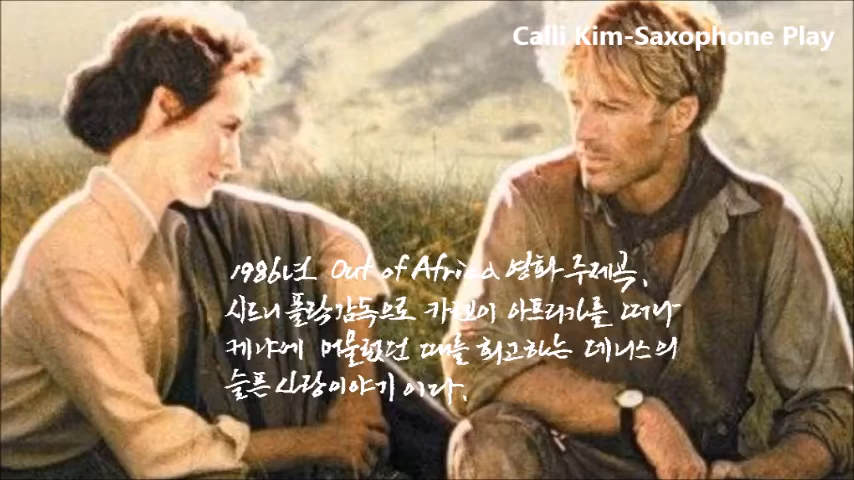 Calli Kim-Saxophone Play
1986년 Out of Africa 영화 주제곡.
시드니 폴락 감독으로 카렌이 아프리카를 떠나
케냐에 머물렀던 때를 회고하는 데니스의
슬픈 사랑이야기 이다.